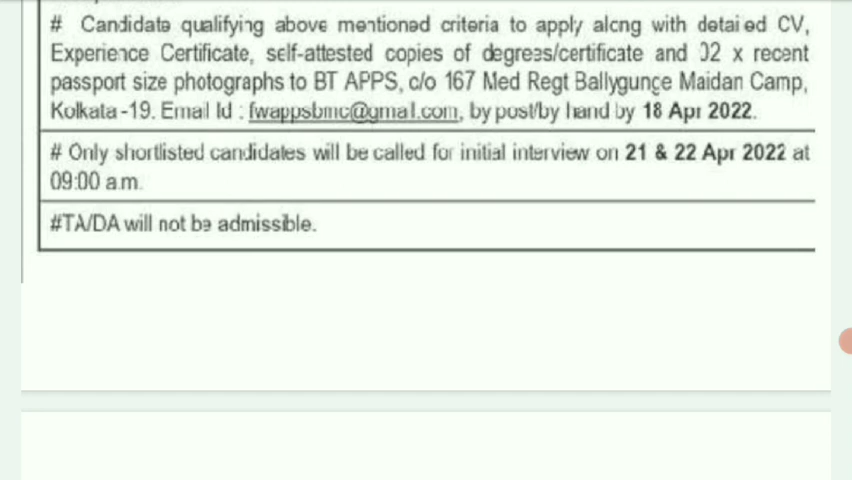 # Candidate qualifying above mentioned criteria to apply along with detailed CV,
Experience Certificate, self-attested copies of degrees/certificate and 02 x recent
passport size photographs to BT APPS, c/o 167 Med Regt Ballygunge Maidan Camp,
Kolkata -19. Email Id : fwappsbmc@gmail.com, by post/by hand by 18 Apr 2022.
# Only shortlisted candidates will be called for initial interview on 21 & 22 Apr 2022 at
09:00 a.m.
#TA/DA will not be admissible.